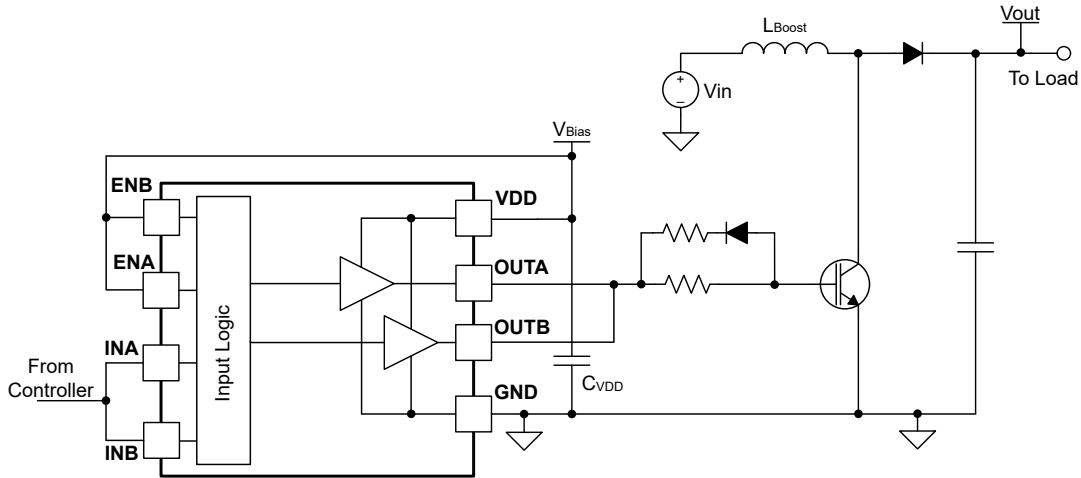 Vout
LBoost
To Load
+
Vin
−
VBias
ENB
VDD
ENA
OUTA
OUTB
INA
Input Logic
From
Controller
CVDD
GND
INB